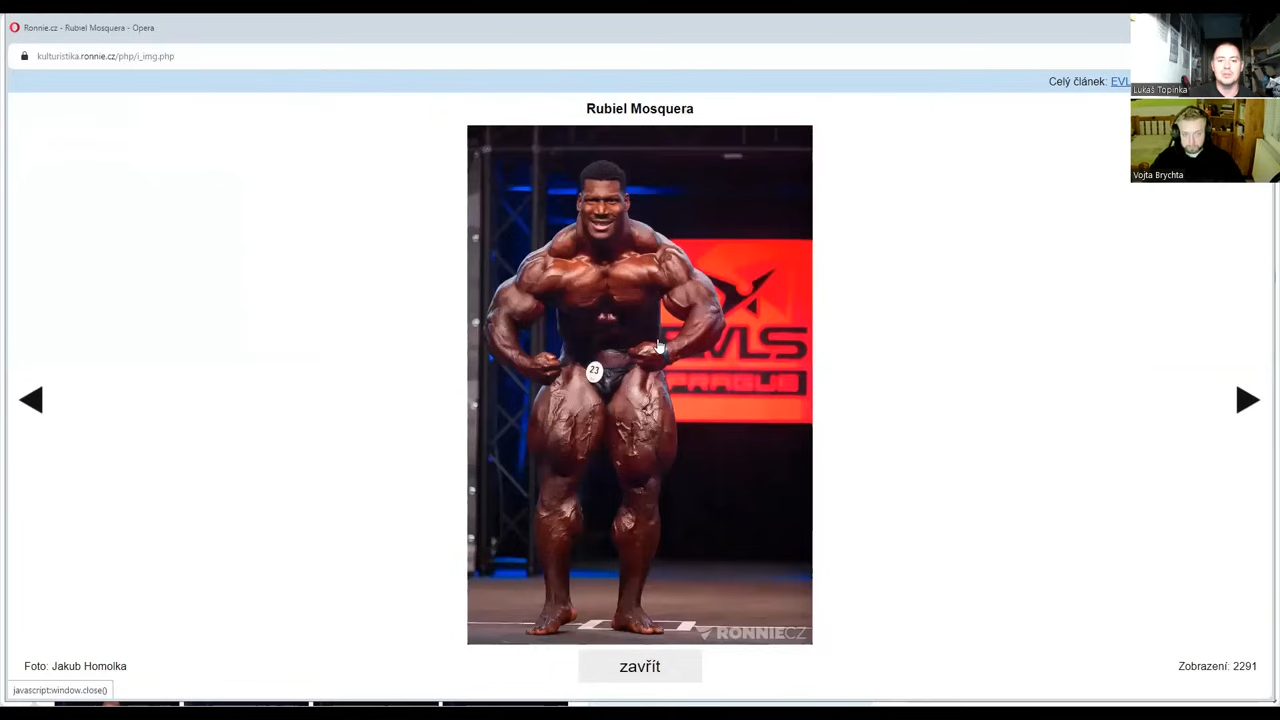 Ronnie.cz - Rubiel Mosquera - Opera
kulturistika.ronnie.cz/php/i_img.php
Celý článek: EVL
Lukáš Topinka
Vojta Brychta
Rubiel Mosquera
23
EVLS
PRAGUE
RONNIE.CZ
Foto: Jakub Homolka
zavřít
Zobrazení: 2291
javascript:window.close()